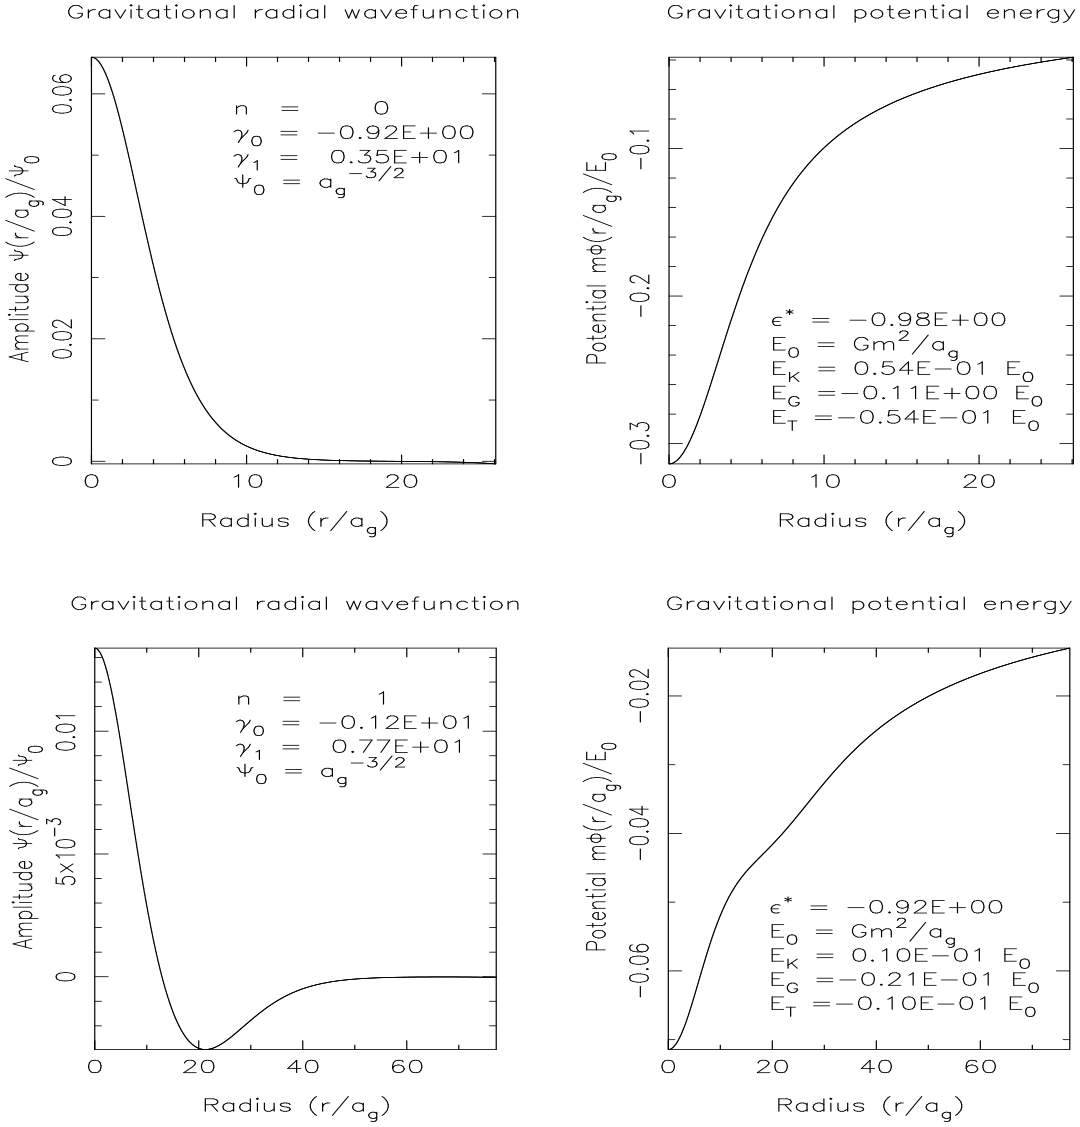 Gravitational radial wavefunction
Amplitude ψ(r/a_g)/ψ_0
0.06
0.04
0.02
0
n = 0
γ_0 = −0.92E+00
γ_1 = 0.35E+01
ψ_0 = a_g^−3/2
0 10 20
Radius (r/a_g)
Gravitational potential energy
Potential mϕ(r/a_g)/E_0
−0.1
−0.2
−0.3
ϵ* = −0.98E+00
E_0 = Gm²/a_g
E_K = 0.54E−01 E_0
E_G =−0.11E+00 E_0
E_T =−0.54E−01 E_0
0 10 20
Radius (r/a_g)
Gravitational radial wavefunction
Amplitude ψ(r/a_g)/ψ_0
0.01
5×10^−3
0
n = 1
γ_0 = −0.12E+01
γ_1 = 0.77E+01
ψ_0 = a_g^−3/2
0 20 40 60
Radius (r/a_g)
Gravitational potential energy
Potential mϕ(r/a_g)/E_0
−0.02
−0.04
−0.06
ϵ* = −0.92E+00
E_0 = Gm²/a_g
E_K = 0.10E−01 E_0
E_G =−0.21E−01 E_0
E_T =−0.10E−01 E_0
0 20 40 60
Radius (r/a_g)